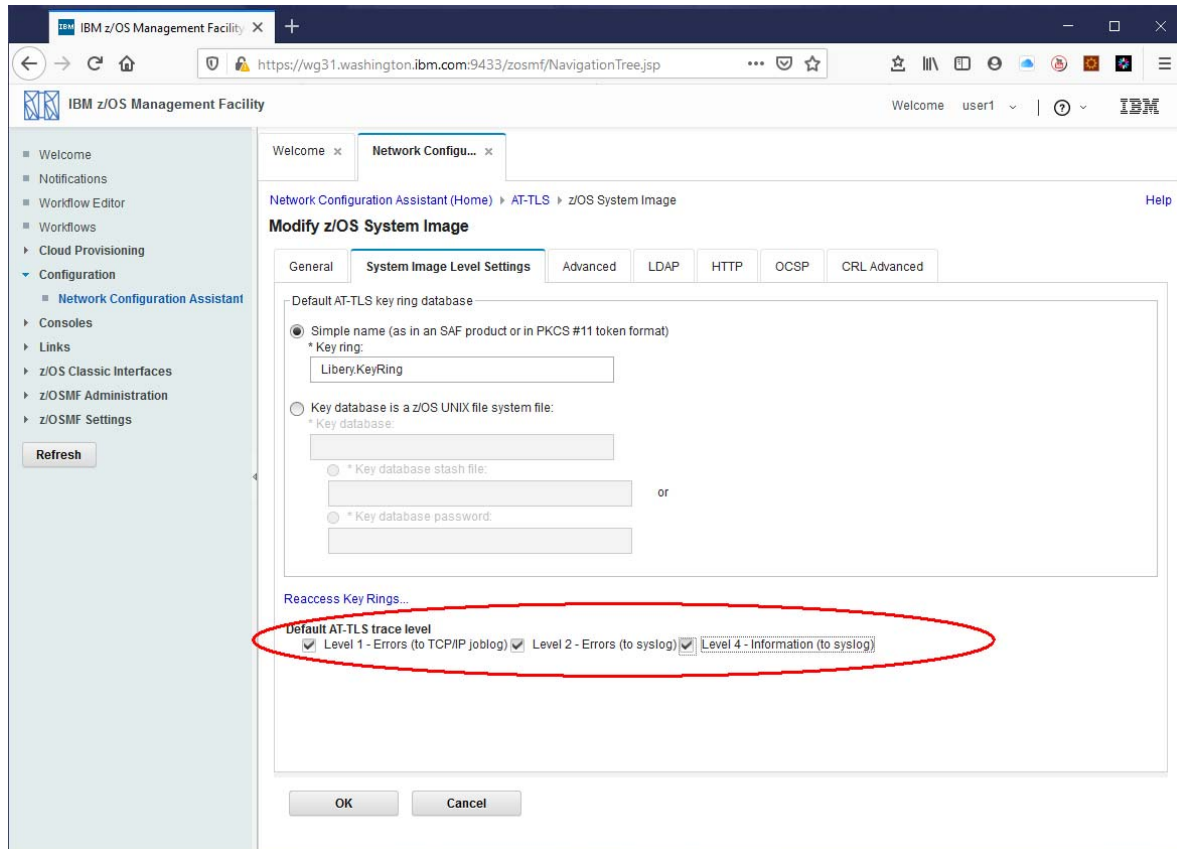 IBM IBM z/OS Management Facility
https://wg31.washington.ibm.com:9433/zosmf/NavigationTree.jsp
IBM z/OS Management Facility
Welcome user1
IBM
Welcome
Notifications
Workflow Editor
Workflows
Cloud Provisioning
Configuration
Network Configuration Assistant
Consoles
Links
z/OS Classic Interfaces
z/OSMF Administration
z/OSMF Settings
Refresh
Welcome Network Configu...
Network Configuration Assistant (Home) AT-TLS z/OS System Image Help
Modify z/OS System Image
General System Image Level Settings Advanced LDAP HTTP OCSP CRL Advanced
Default AT-TLS key ring database
Simple name (as in an SAF product or in PKCS #11 token format)
* Key ring:
Libery.KeyRing
Key database is a z/OS UNIX file system file:
* Key database:
* Key database stash file:
or
* Key database password:
Reaccess Key Rings...
Default AT-TLS trace level
Level 1 - Errors (to TCP/IP joblog) Level 2 - Errors (to syslog) Level 4 - Information (to syslog)
OK Cancel